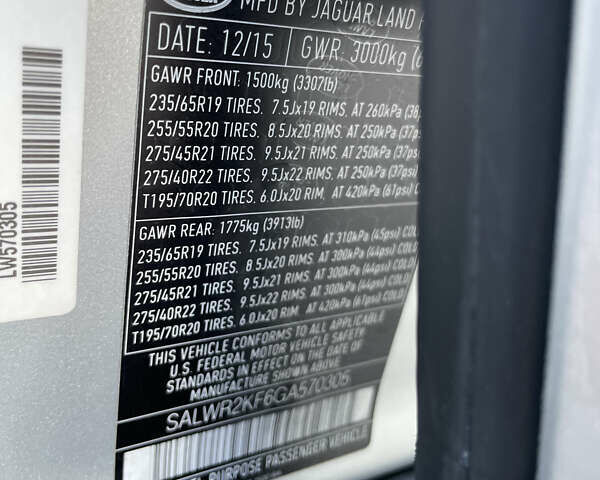 MFD BY JAGUAR LAND
DATE: 12/15 GWR: 3000kg
GAWR FRONT: 1500kg (3307lb)
235/65R19 TIRES. 7.5Jx19 RIMS. AT 260kPa (38
255/55R20 TIRES. 8.5Jx20 RIMS. AT 250kPa (37ps
275/45R21 TIRES. 9.5Jx21 RIMS. AT 250kPa (37psi
275/40R22 TIRES. 9.5Jx22 RIMS. AT 250kPa (37psi
T195/70R20 TIRES. 6.0Jx20 RIM. AT 420kPa (61psi) C
GAWR REAR: 1775kg (3913lb)
235/65R19 TIRES. 7.5Jx19 RIMS. AT 310kPa (45psi) COL
255/55R20 TIRES. 8.5Jx20 RIMS. AT 300kPa (44psi) COL
275/45R21 TIRES. 9.5Jx21 RIMS. AT 300kPa (44psi) COLD
275/40R22 TIRES. 9.5Jx22 RIMS. AT 300kPa (44psi) COLD
T195/70R20 TIRES. 6.0Jx20 RIM. AT 420kPa (61psi) COLD
THIS VEHICLE CONFORMS TO ALL APPLICABLE
U.S. FEDERAL MOTOR VEHICLE SAFETY
STANDARDS IN EFFECT ON THE DATE OF
MANUFACTURE SHOWN ABOVE
SALWR2KF6GA570305
PURPOSE PASSENGER VEHICLE
LW570305